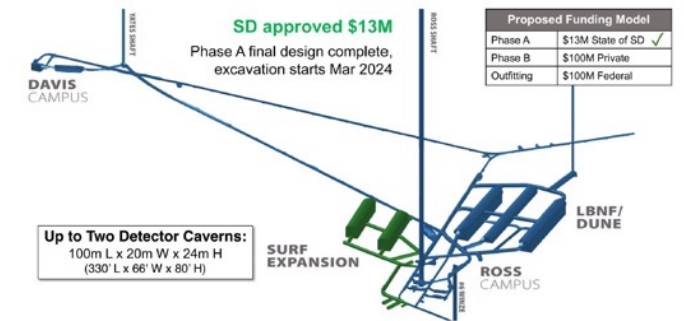 YATES SHAFT
SD approved $13M
Phase A final design complete,
excavation starts Mar 2024
ROSS SHAFT
Proposed Funding Model
Phase A $13M State of SD ✓
Phase B $100M Private
Outfitting $100M Federal
DAVIS
CAMPUS
Up to Two Detector Caverns:
100m L x 20m W x 24m H
(330' L x 66' W x 80' H)
SURF
EXPANSION
LBNF/
DUNE
ROSS
CAMPUS
#6 WINZE